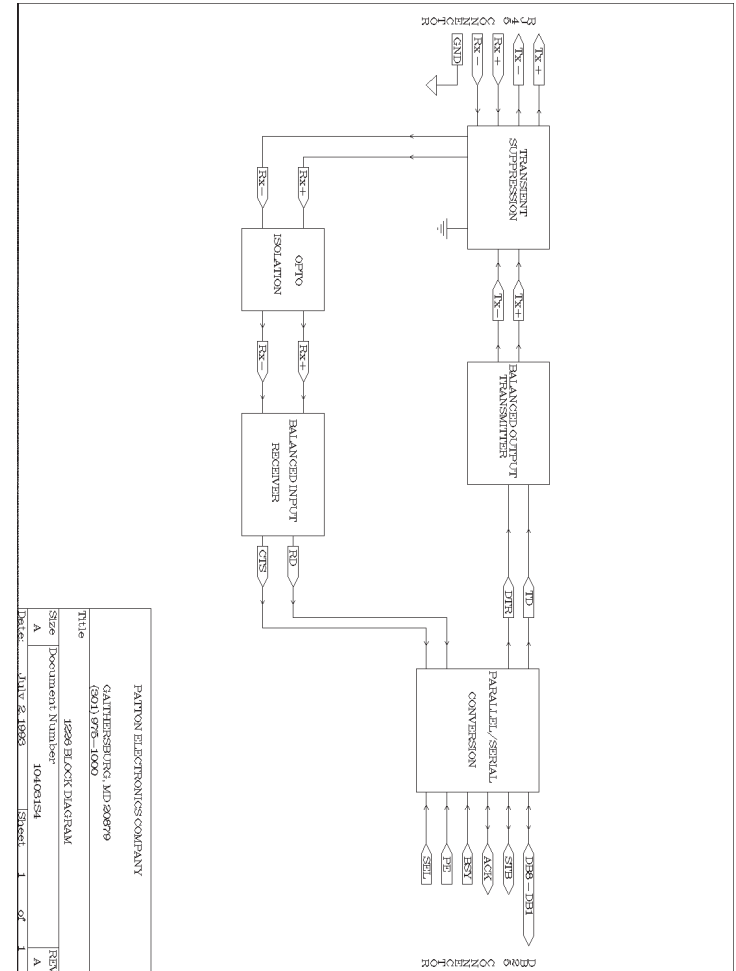 RJ45 CONNECTOR
Tx+
Tx-
Rx+
Rx-
GND
TRANSIENT
SUPPRESSION
Tx+
Tx-
BALANCED OUTPUT
TRANSMITTER
TD
DTR
PARALLEL/SERIAL
CONVERSION
DB8-DB1
STB
ACK
BSY
PE
SEL
DB25 CONNECTOR
Rx+
Rx-
OPTO
ISOLATION
Rx+
Rx-
BALANCED INPUT
RECEIVER
RD
CTS
PATTON ELECTRONICS COMPANY
GAITHERSBURG, MD 20879
(301) 975-1000
Title
1226 BLOCK DIAGRAM
Size Document Number REV
A 104031S4 A
Date: July 2, 1993 Sheet 1 of 1